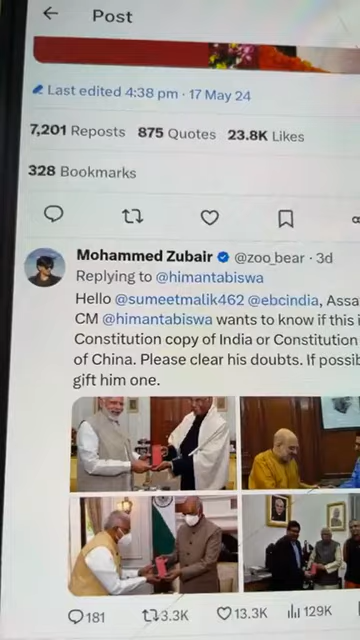 Post
Last edited 4:38 pm · 17 May 24
7,201 Reposts 875 Quotes 23.8K Likes
328 Bookmarks
Mohammed Zubair @zoo_bear · 3d
Replying to @himantabiswa
Hello @sumeetmalik462 @ebcindia, Assa
CM @himantabiswa wants to know if this i
Constitution copy of India or Constitution
of China. Please clear his doubts. If possib
gift him one.
181 3.3K 13.3K 129K